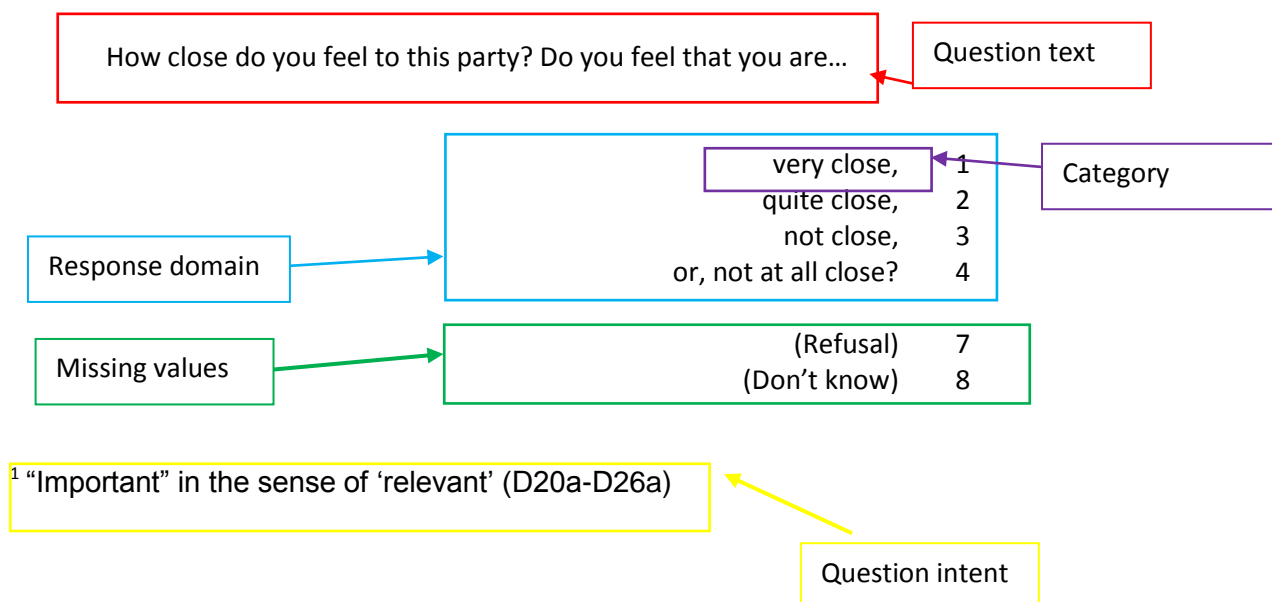 How close do you feel to this party? Do you feel that you are…
Question text
very close, 1
Category
quite close, 2
not close, 3
Response domain
or, not at all close? 4
(Refusal) 7
Missing values
(Don’t know) 8
1 “Important” in the sense of ‘relevant’ (D20a-D26a)
Question intent